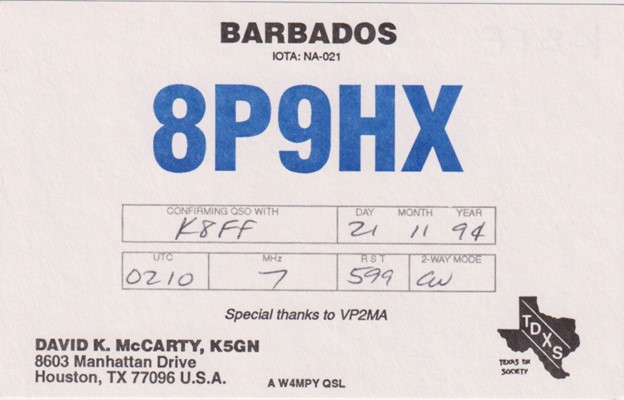 BARBADOS
IOTA: NA-021
8P9HX
CONFIRMING QSO WITH DAY MONTH YEAR
K8FF 21 11 94
UTC MHz RST 2-WAY MODE
0210 7 599 CW
Special thanks to VP2MA
DAVID K. McCARTY, K5GN
8603 Manhattan Drive
Houston, TX 77096 U.S.A.
A W4MPY QSL
TDXS
TEXAS DX
SOCIETY